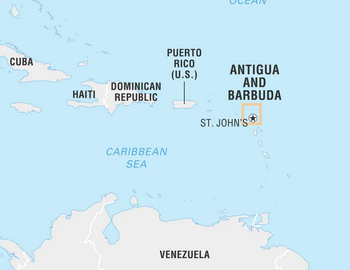 OCEAN
PUERTO
RICO
(U.S.)
ANTIGUA
AND
BARBUDA
CUBA
HAITI
DOMINICAN
REPUBLIC
ST. JOHN'S
CARIBBEAN
SEA
VENEZUELA